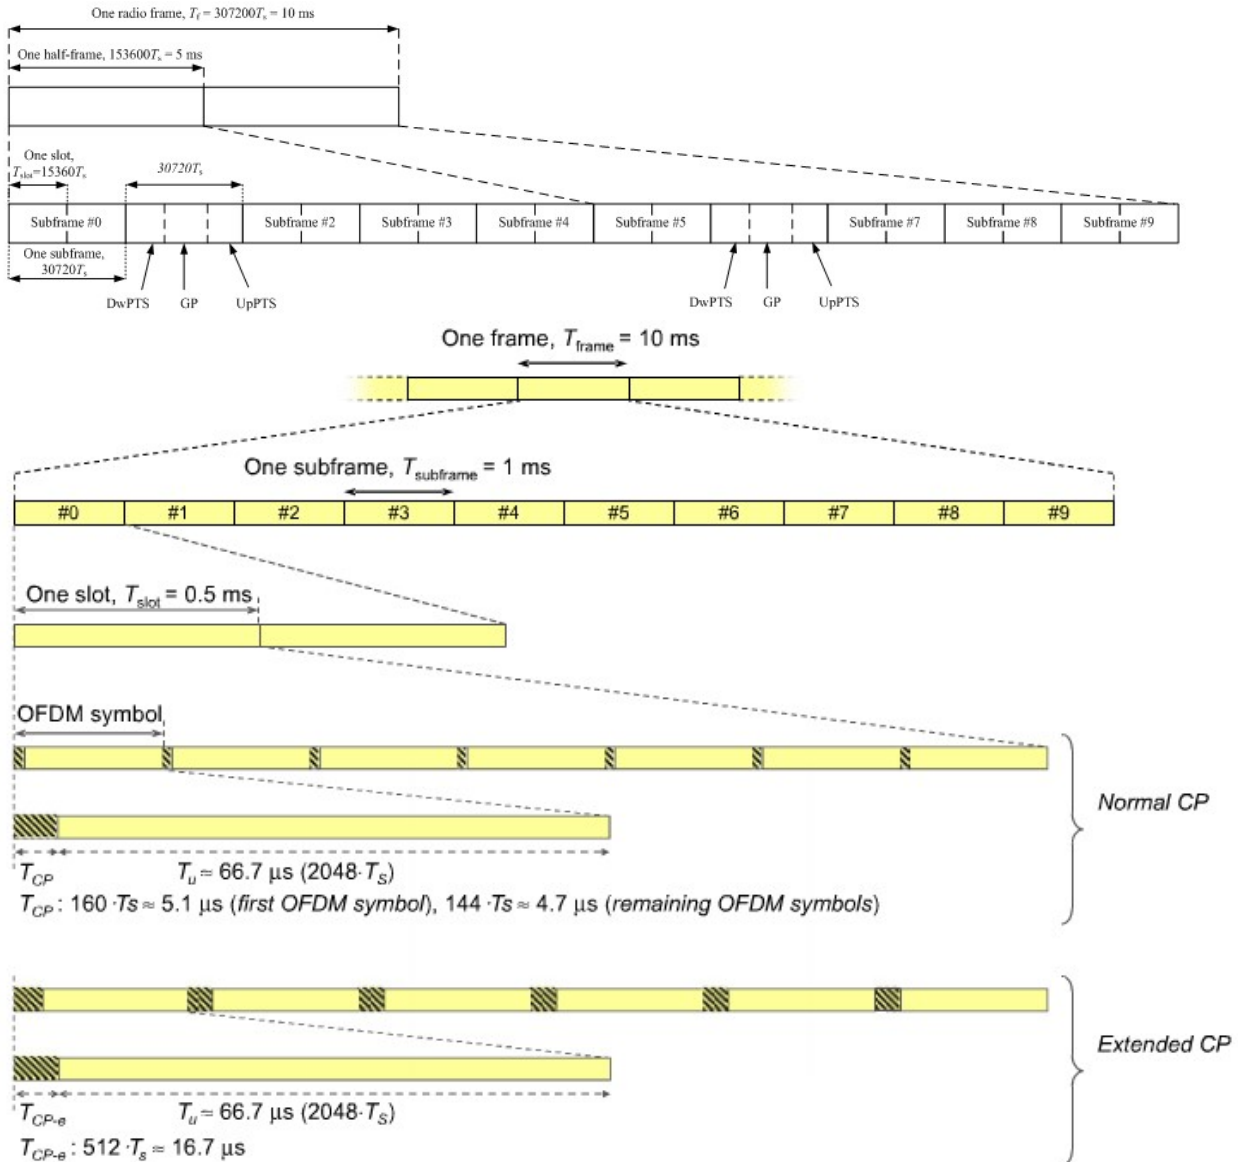 One radio frame, T_f = 307200T_s = 10 ms
One half-frame, 153600T_s = 5 ms
One slot,
T_slot=15360T_s
30720T_s
Subframe #0
Subframe #2
Subframe #3
Subframe #4
Subframe #5
Subframe #7
Subframe #8
Subframe #9
One subframe,
30720T_s
DwPTS
GP
UpPTS
DwPTS
GP
UpPTS
One frame, T_frame = 10 ms
One subframe, T_subframe = 1 ms
#0 #1 #2 #3 #4 #5 #6 #7 #8 #9
One slot, T_slot = 0.5 ms
OFDM symbol
Normal CP
T_CP
T_u ≈ 66.7 μs (2048·T_S)
T_CP : 160 ·Ts ≈ 5.1 μs (first OFDM symbol), 144 ·Ts ≈ 4.7 μs (remaining OFDM symbols)
Extended CP
T_CP-e
T_u ≈ 66.7 μs (2048·T_S)
T_CP-e : 512 ·T_s ≈ 16.7 μs